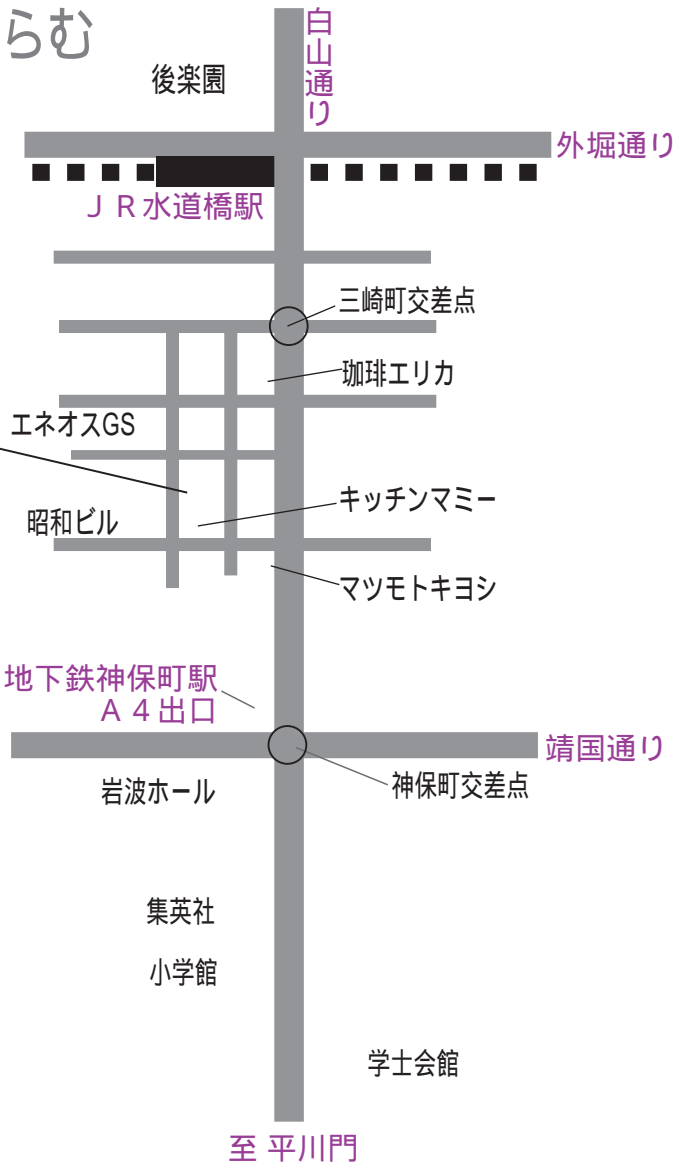 らむ
白山通り
後楽園
外堀通り
ＪＲ水道橋駅
三崎町交差点
珈琲エリカ
エネオスGS
キッチンマミー
昭和ビル
マツモトキヨシ
地下鉄神保町駅
Ａ４出口
靖国通り
岩波ホール
神保町交差点
集英社
小学館
学士会館
至 平川門